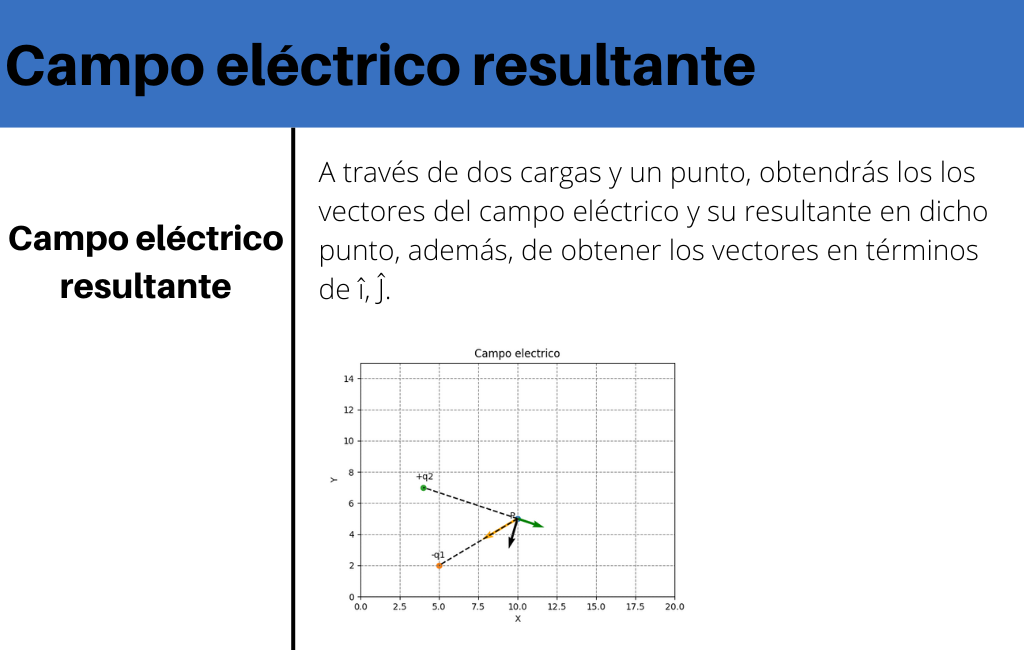 Campo eléctrico resultante
Campo eléctrico
resultante
A través de dos cargas y un punto, obtendrás los los
vectores del campo eléctrico y su resultante en dicho
punto, además, de obtener los vectores en términos
de î, Ĵ.
Campo electrico
14
12
10
8
6
4
2
0
Y
+q2
P
-q1
0.0 2.5 5.0 7.5 10.0 12.5 15.0 17.5 20.0
X